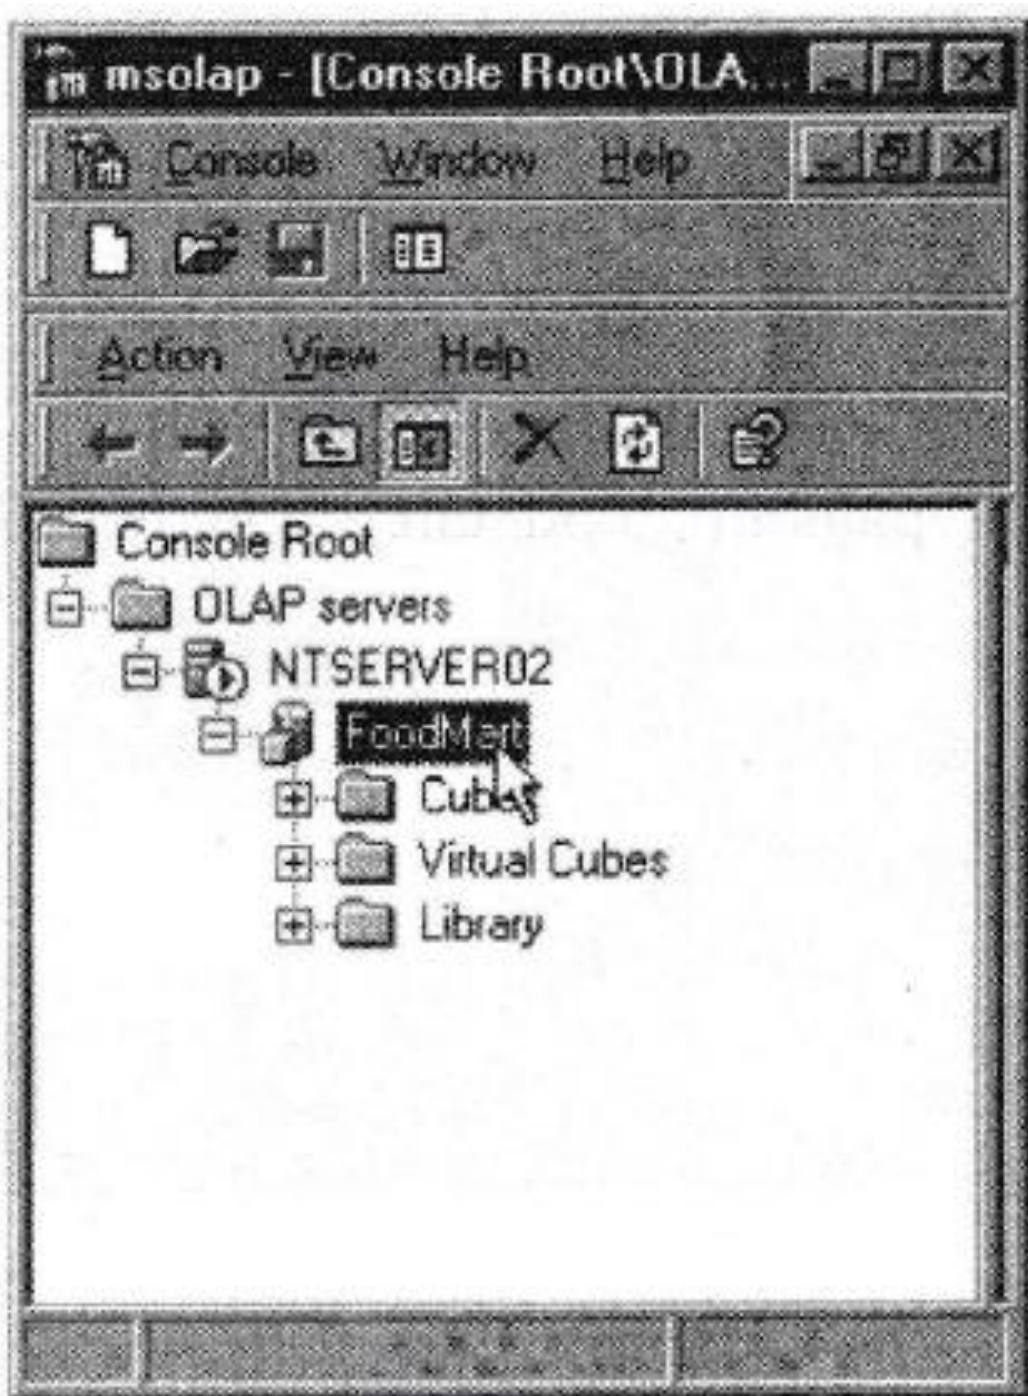 msolap - [Console Root\OLA...
Console Window Help
Action View Help
Console Root
OLAP servers
NTSERVER02
FoodMart
Cubes
Virtual Cubes
Library